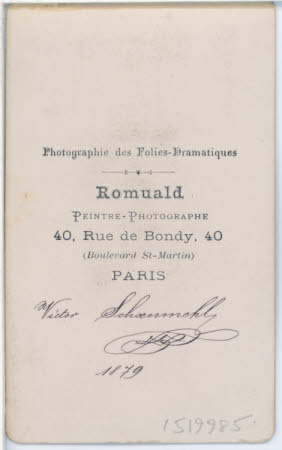 Photographie des Folies-Dramatiques
Romuald
PEINTRE-PHOTOGRAPHE
40, Rue de Bondy, 40
(Boulevard St-Martin)
PARIS
Victor Schœnmehl
1879
1519985